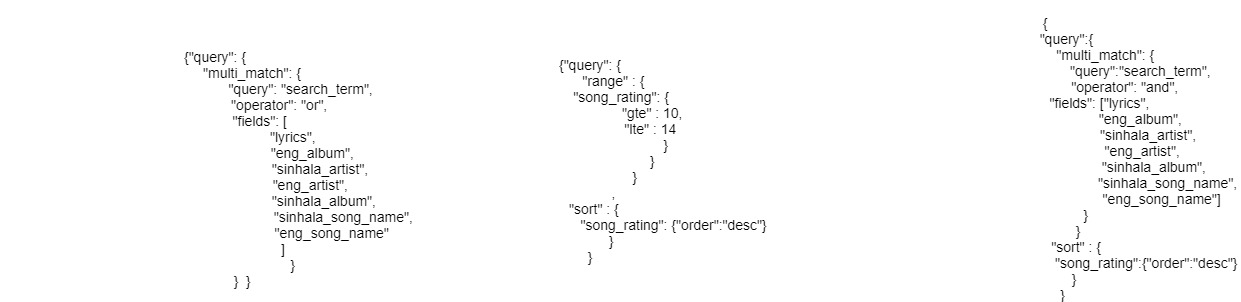 {"query": {
"multi_match": {
"query": "search_term",
"operator": "or",
"fields": [
"lyrics",
"eng_album",
"sinhala_artist",
"eng_artist",
"sinhala_album",
"sinhala_song_name",
"eng_song_name"
]
}
} }
{"query": {
"range" : {
"song_rating": {
"gte" : 10,
"lte" : 14
}
}
}
,
"sort" : {
"song_rating": {"order":"desc"}
}
}
{
"query":{
"multi_match": {
"query":"search_term",
"operator": "and",
"fields": ["lyrics",
"eng_album",
"sinhala_artist",
"eng_artist",
"sinhala_album",
"sinhala_song_name",
"eng_song_name"]
}
}
"sort" : {
"song_rating":{"order":"desc"}
}
}